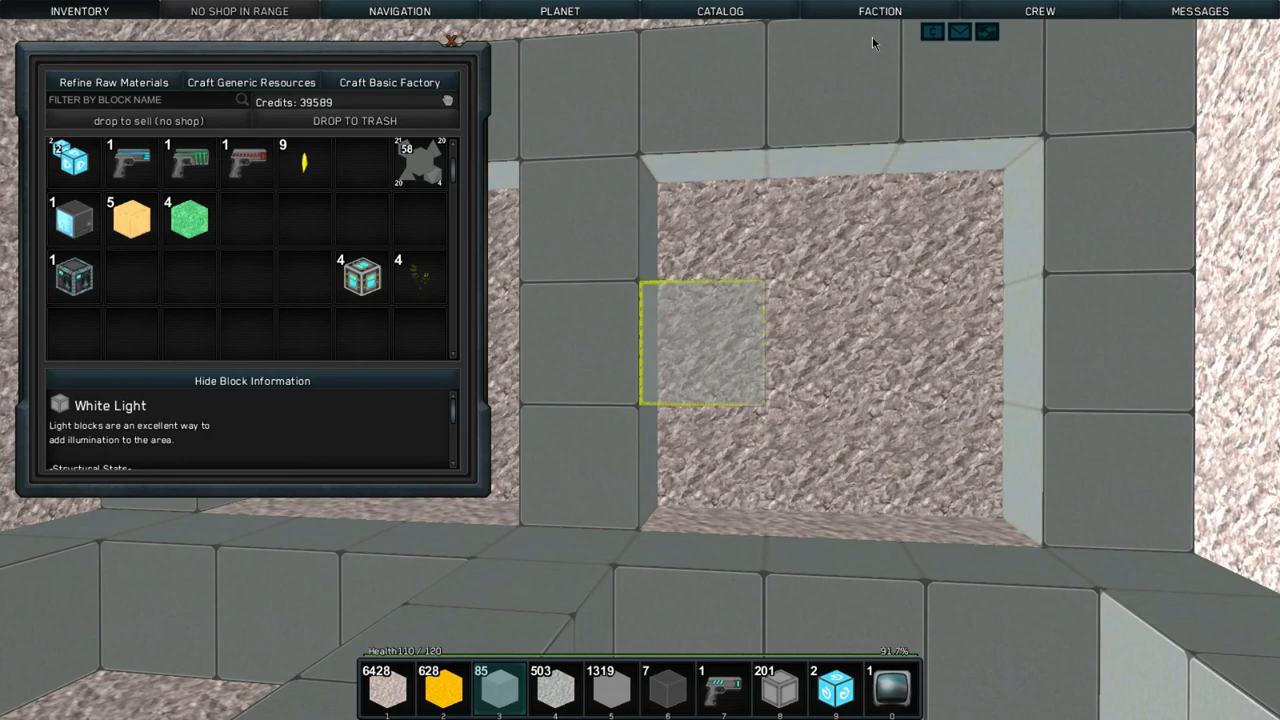 INVENTORY NO SHOP IN RANGE NAVIGATION PLANET CATALOG FACTION CREW MESSAGES
Refine Raw Materials Craft Generic Resources Craft Basic Factory
FILTER BY BLOCK NAME Credits: 39589
drop to sell (no shop) DROP TO TRASH
2 12 1 1 1 9 21 58 20
20 4
1 5 4
1 4 4
Hide Block Information
White Light
Light blocks are an excellent way to
add illumination to the area.
-Structural Stats-
Health110 / 120 91.7%
6428 628 85 503 1319 7 1 201 2 1
1 2 3 4 5 6 7 8 9 0